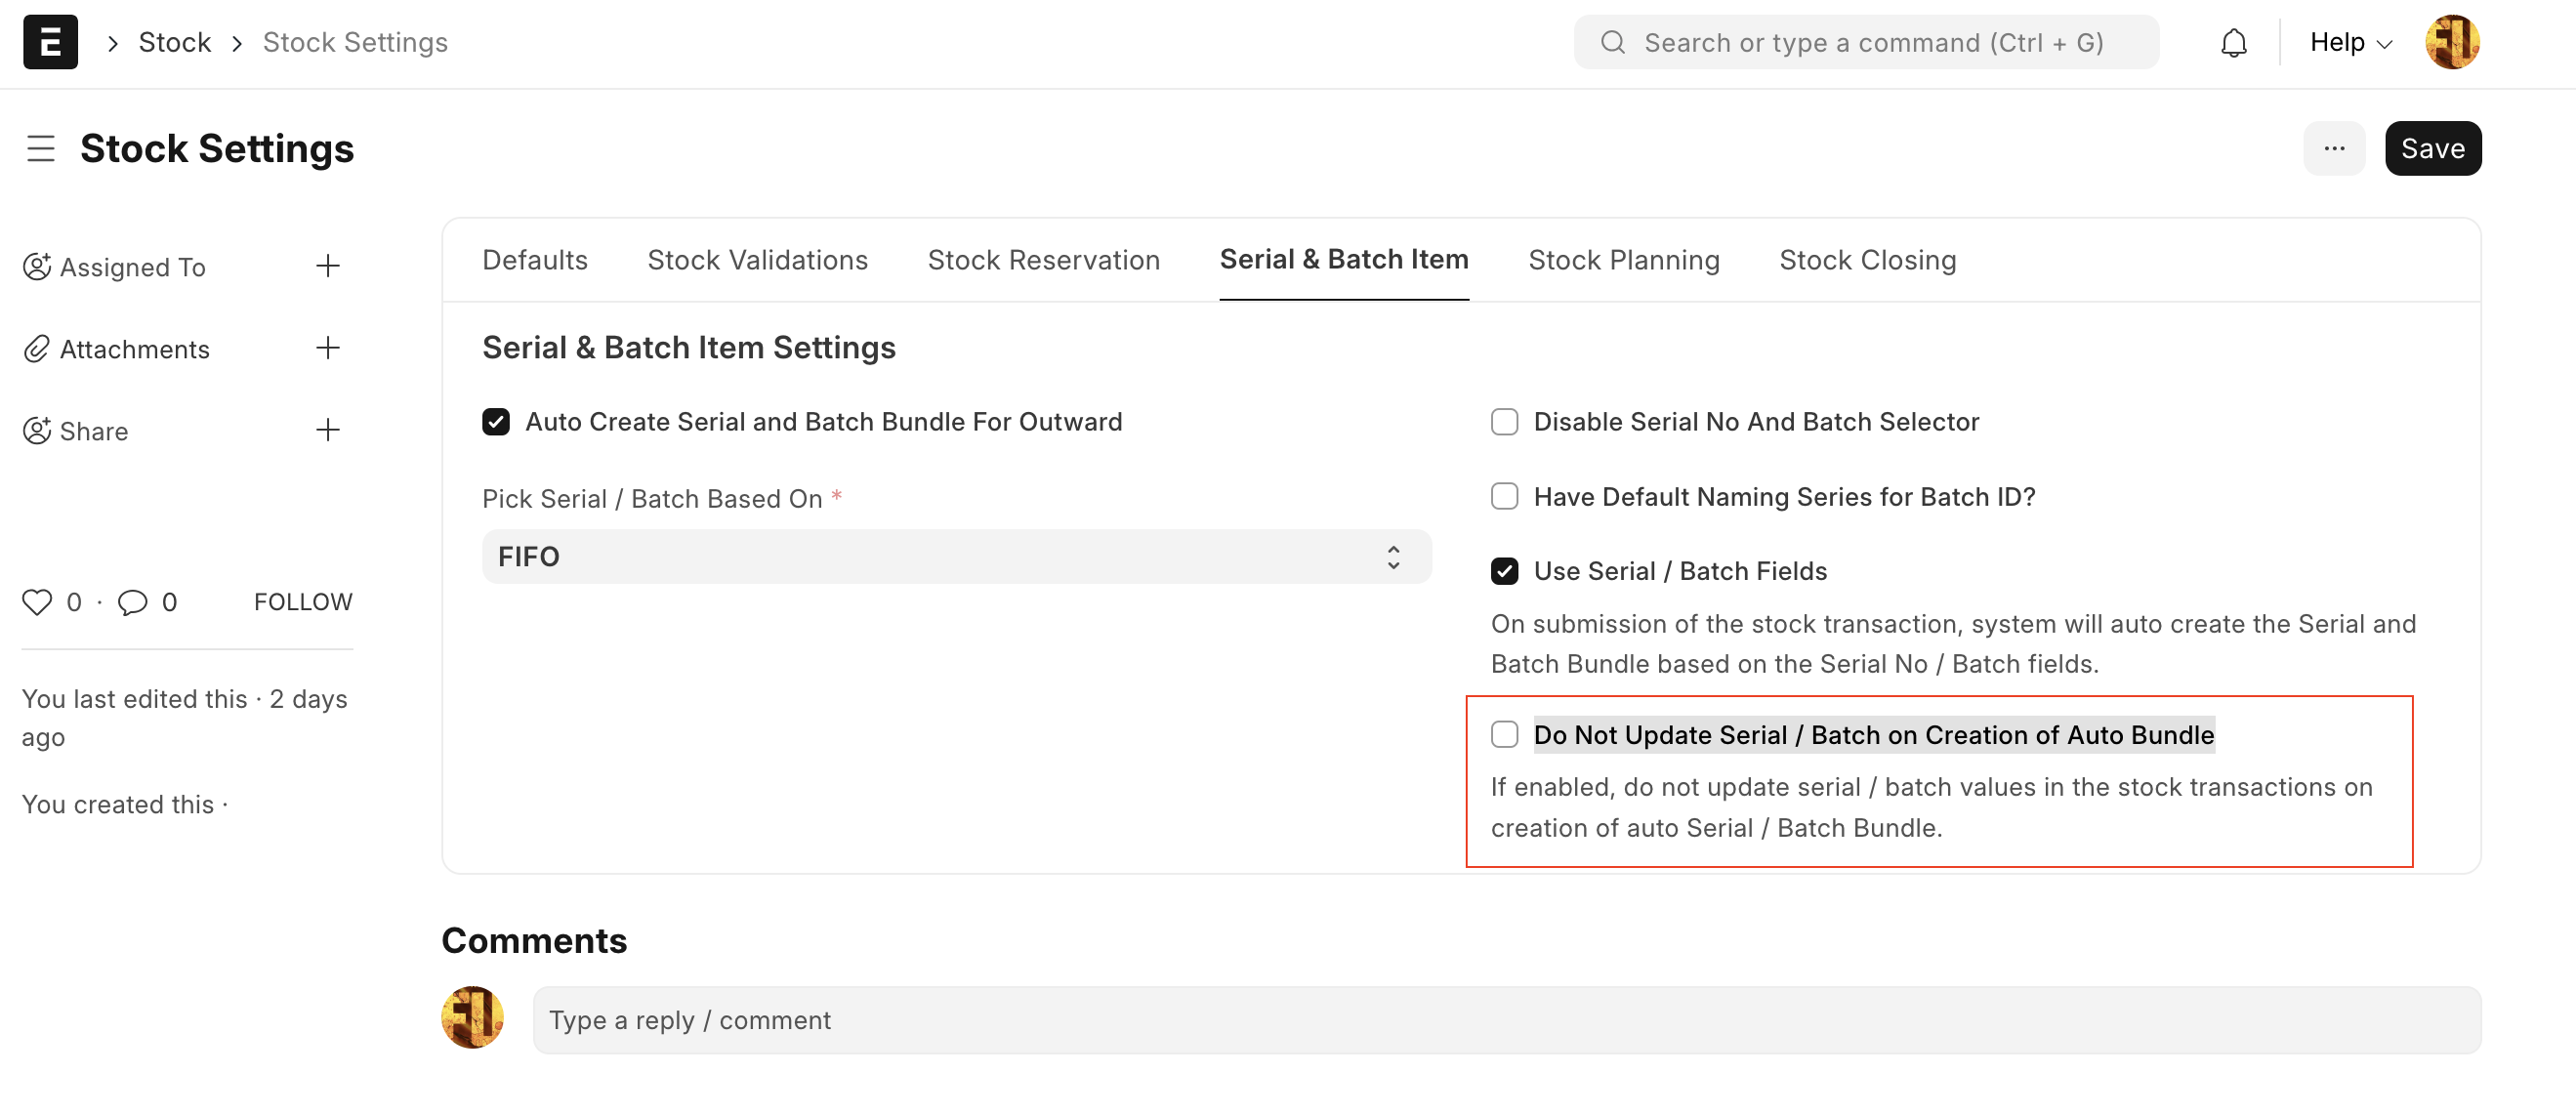 E
Stock
Stock Settings
Search or type a command (Ctrl + G)
Help
Stock Settings
...
Save
Assigned To
Attachments
Share
0 · 0
FOLLOW
You last edited this · 2 days
ago
You created this ·
Defaults
Stock Validations
Stock Reservation
Serial & Batch Item
Stock Planning
Stock Closing
Serial & Batch Item Settings
Auto Create Serial and Batch Bundle For Outward
Pick Serial / Batch Based On *
FIFO
Disable Serial No And Batch Selector
Have Default Naming Series for Batch ID?
Use Serial / Batch Fields
On submission of the stock transaction, system will auto create the Serial and
Batch Bundle based on the Serial No / Batch fields.
Do Not Update Serial / Batch on Creation of Auto Bundle
If enabled, do not update serial / batch values in the stock transactions on
creation of auto Serial / Batch Bundle.
Comments
Type a reply / comment